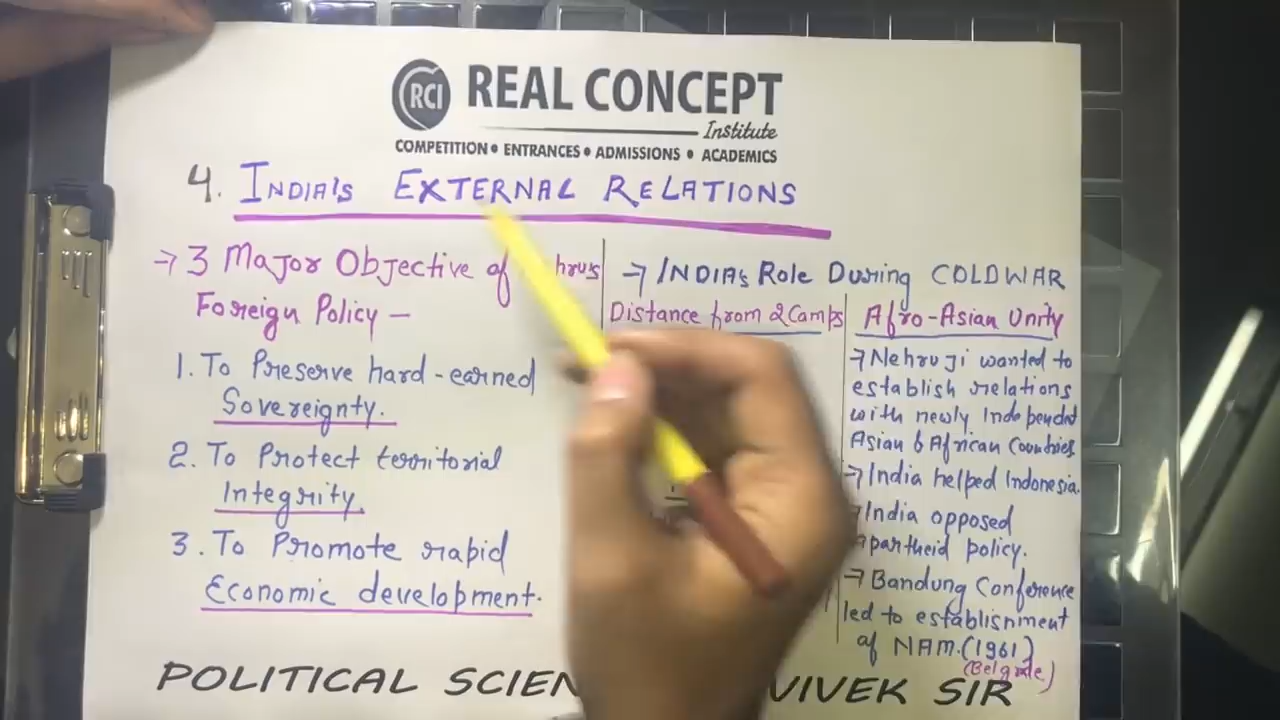 RCI REAL CONCEPT
Institute
COMPETITION • ENTRANCES • ADMISSIONS • ACADEMICS
4. INDIA's EXTERNAL RELATIONS
→ 3 Major Objective of hrus
Foreign Policy –
1. To Preserve hard-earned
Sovereignty.
2. To Protect territorial
Integrity.
3. To Promote rapid
Economic development.
→ INDIA's Role During COLDWAR
Distance from 2 Camps
Afro-Asian Unity
→ Nehru ji wanted to
establish relations
with newly Independent
Asian & African Countries.
→ India helped Indonesia.
→ India opposed
apartheid policy.
→ Bandung Conference
led to establishment
of NAM. (1961)
(Belgrade)
POLITICAL SCIEN VIVEK SIR